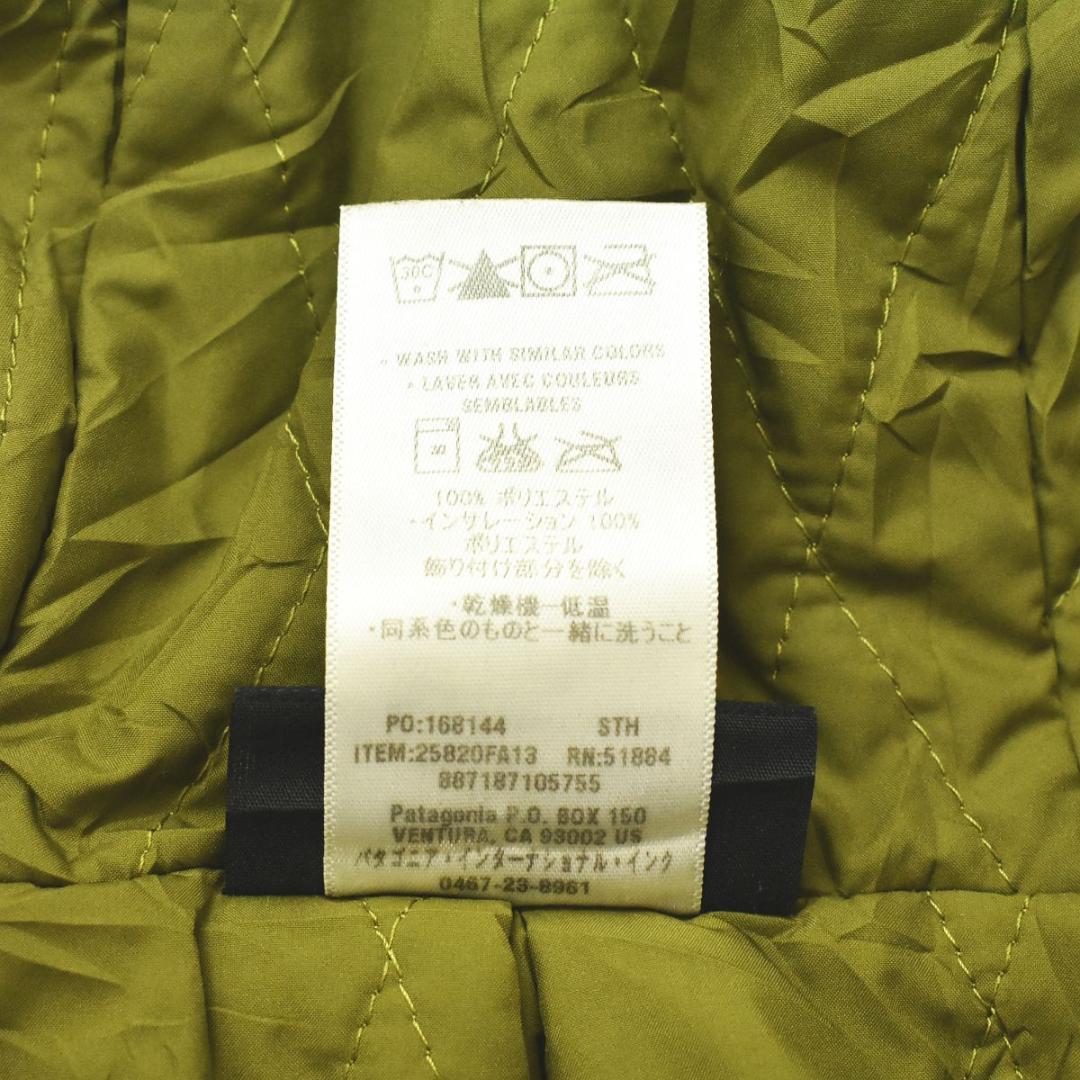 30C
· WASH WITH SIMILAR COLORS
· LAVER AVEC COULEURS
SEMBLABLES
100% ポリエステル
・インサレーション 100%
ポリエステル
飾り付け部分を除く
・乾燥機ー低温
・同系色のものと一緒に洗うこと
PO:168144 STH
ITEM:25820FA13 RN:51884
887187105755
Patagonia P.O. BOX 150
VENTURA, CA 93002 US
パタゴニア・インターナショナル・インク
0467-23-8961